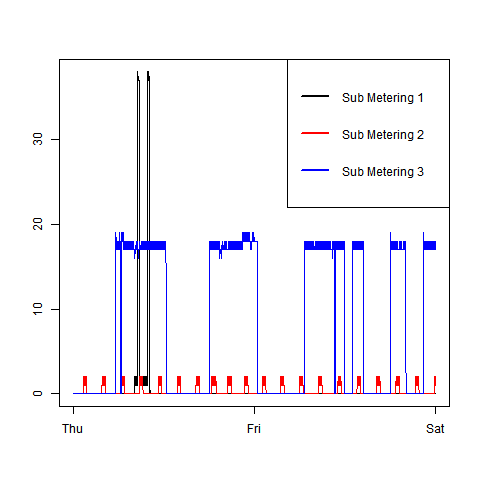 Sub Metering 1
Sub Metering 2
Sub Metering 3
30
20
10
0
Thu Fri Sat